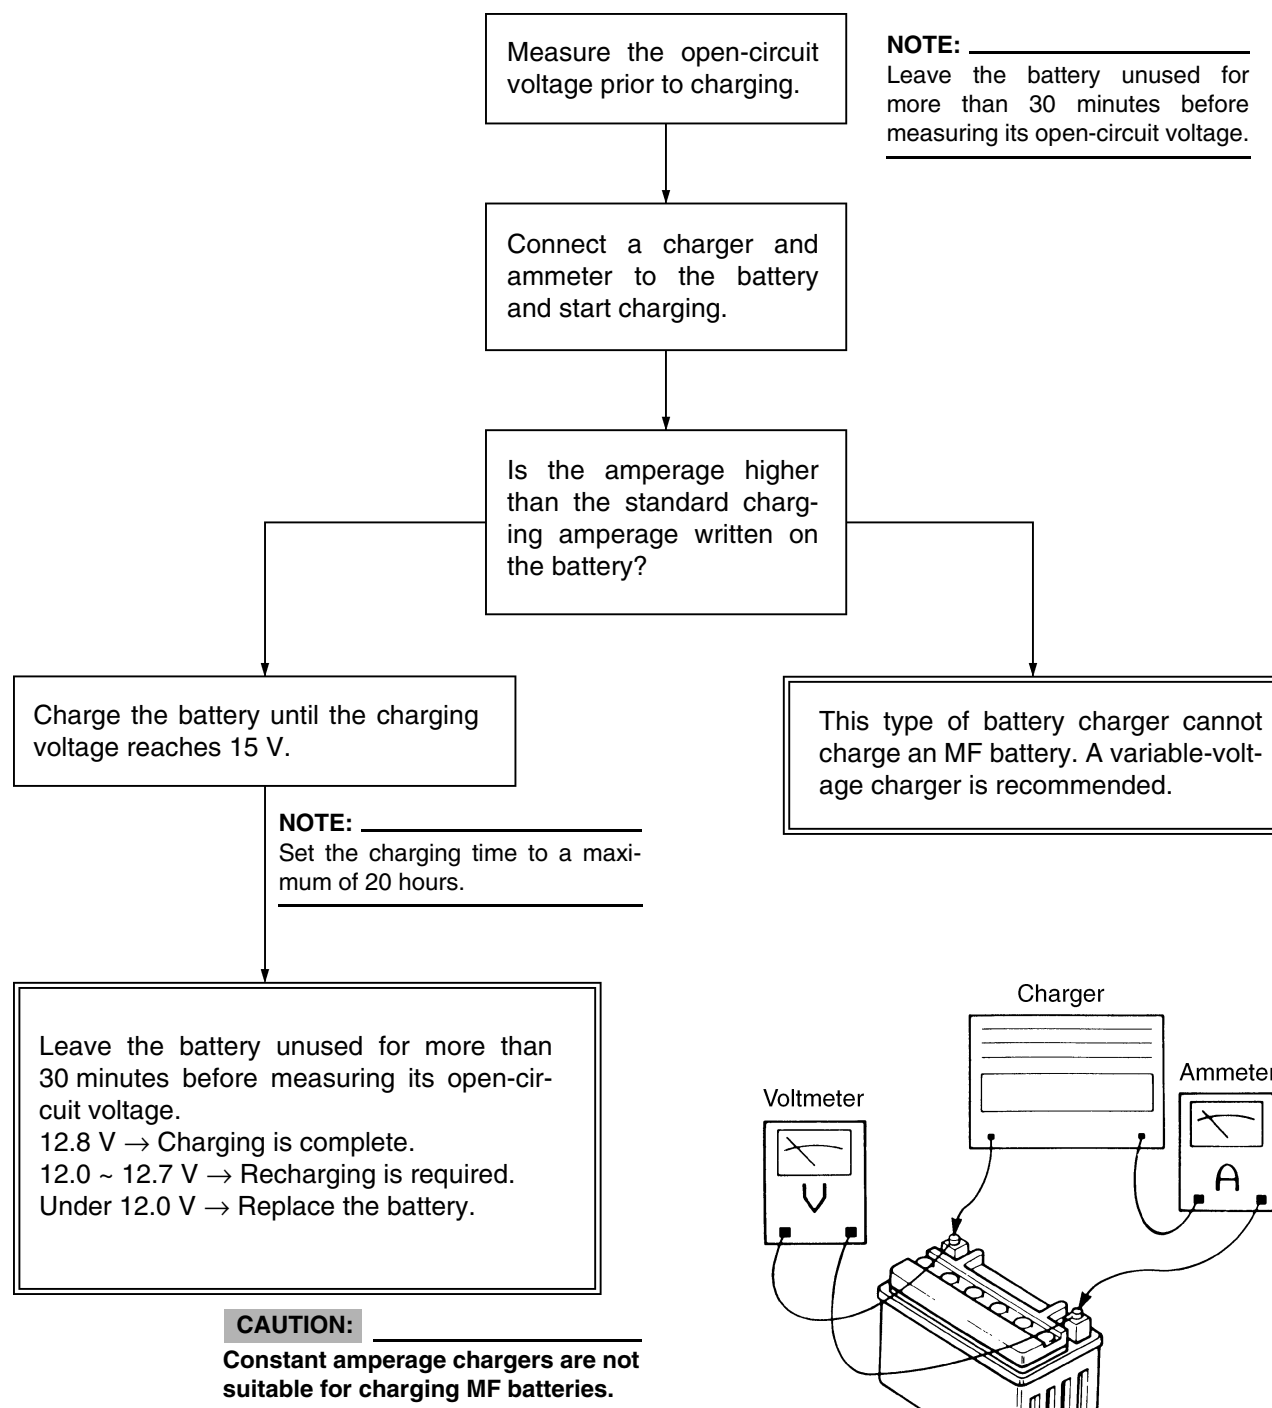 Measure the open-circuit
voltage prior to charging.
NOTE:
Leave the battery unused for
more than 30 minutes before
measuring its open-circuit voltage.
Connect a charger and
ammeter to the battery
and start charging.
Is the amperage higher
than the standard charg-
ing amperage written on
the battery?
Charge the battery until the charging
voltage reaches 15 V.
This type of battery charger cannot
charge an MF battery. A variable-volt-
age charger is recommended.
NOTE:
Set the charging time to a maxi-
mum of 20 hours.
Leave the battery unused for more than
30 minutes before measuring its open-cir-
cuit voltage.
12.8 V → Charging is complete.
12.0 ~ 12.7 V → Recharging is required.
Under 12.0 V → Replace the battery.
CAUTION:
Constant amperage chargers are not
suitable for charging MF batteries.
Charger
Ammeter
Voltmeter
A
V